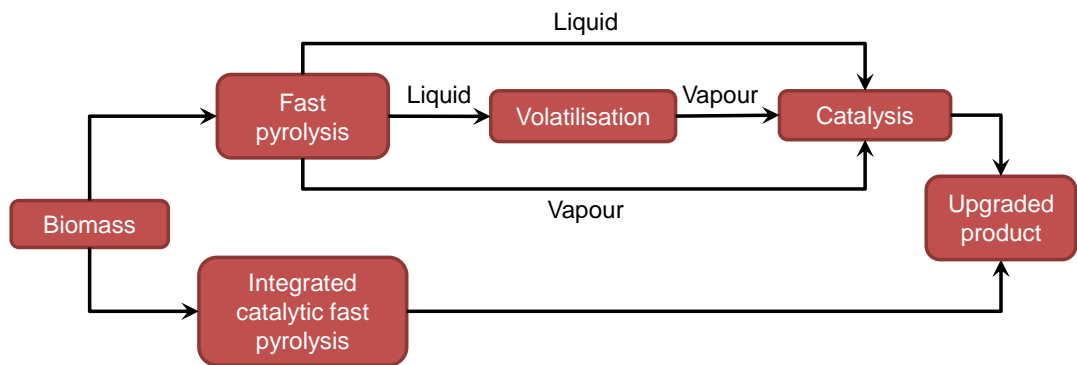 Liquid
Fast
pyrolysis
Liquid
Volatilisation
Vapour
Catalysis
Vapour
Biomass
Upgraded
product
Integrated
catalytic fast
pyrolysis